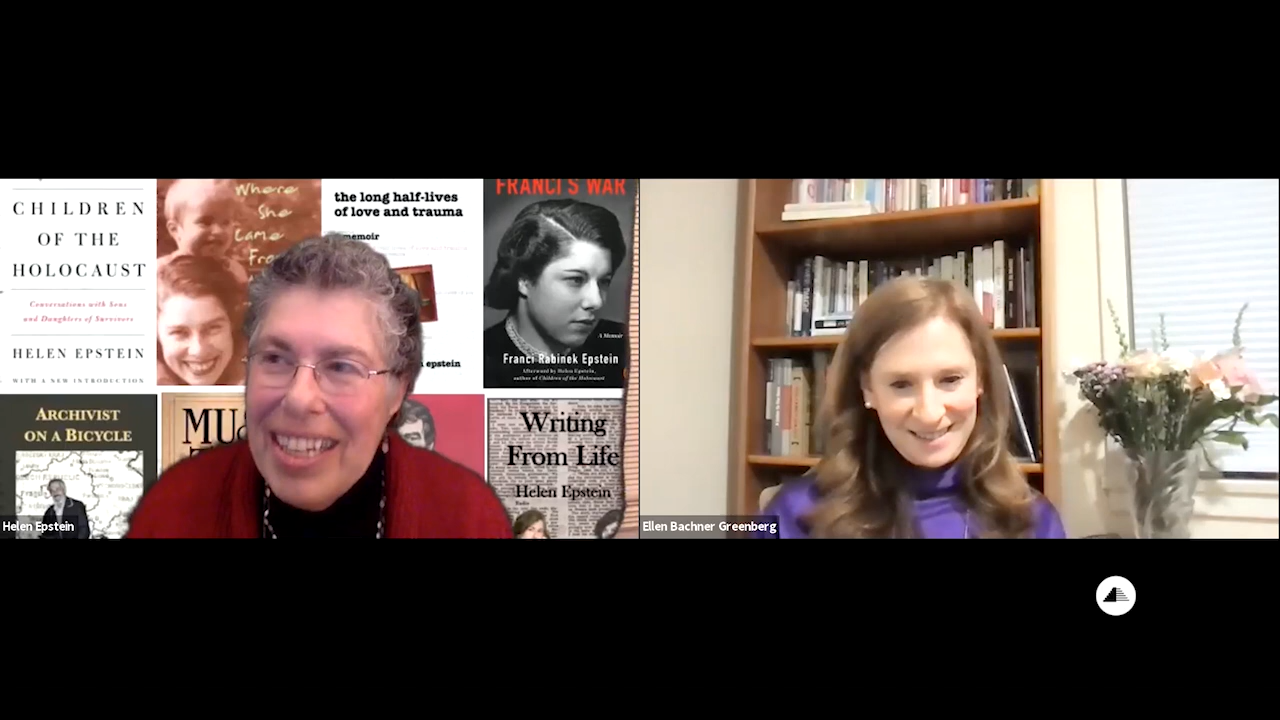 CHILDREN
OF THE
HOLOCAUST
Conversations with Sons
and Daughters of Survivors
HELEN EPSTEIN
WITH A NEW INTRODUCTION
Where
She
Came
the long half-lives
of love and trauma
memoir
epstein
FRANCI'S WAR
A Memoir
Franci Rabinek Epstein
Afterword by Helen Epstein,
author of Children of the Holocaust
ARCHIVIST
ON A BICYCLE
Writing
From Life
Helen Epstein
Helen Epstein
Ellen Bachner Greenberg